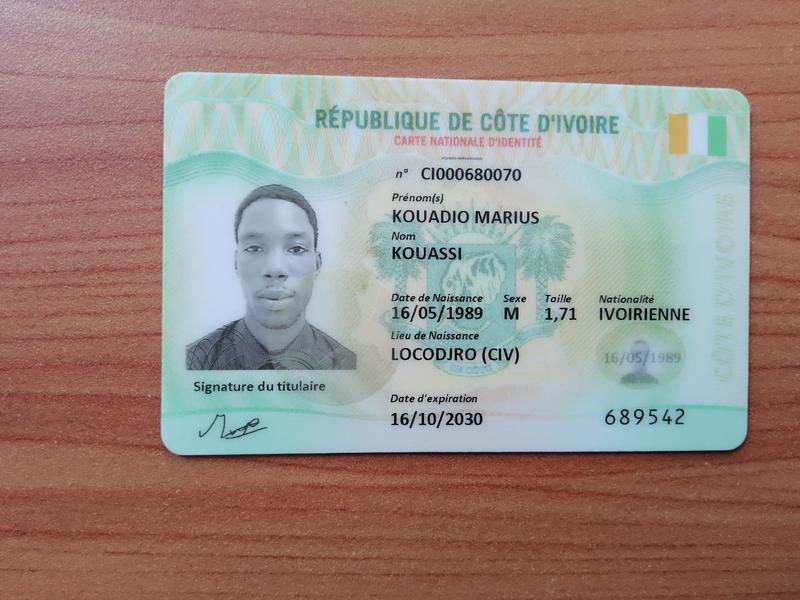 RÉPUBLIQUE DE CÔTE D'IVOIRE
CARTE NATIONALE D'IDENTITÉ
n° CI000680070
Prénom(s)
KOUADIO MARIUS
Nom
KOUASSI
Date de Naissance Sexe Taille Nationalité
16/05/1989 M 1,71 IVOIRIENNE
Lieu de Naissance
LOCODJRO (CIV)
16/05/1989
Signature du titulaire
Date d'expiration
16/10/2030
689542
CÔTE D'IVOIRE